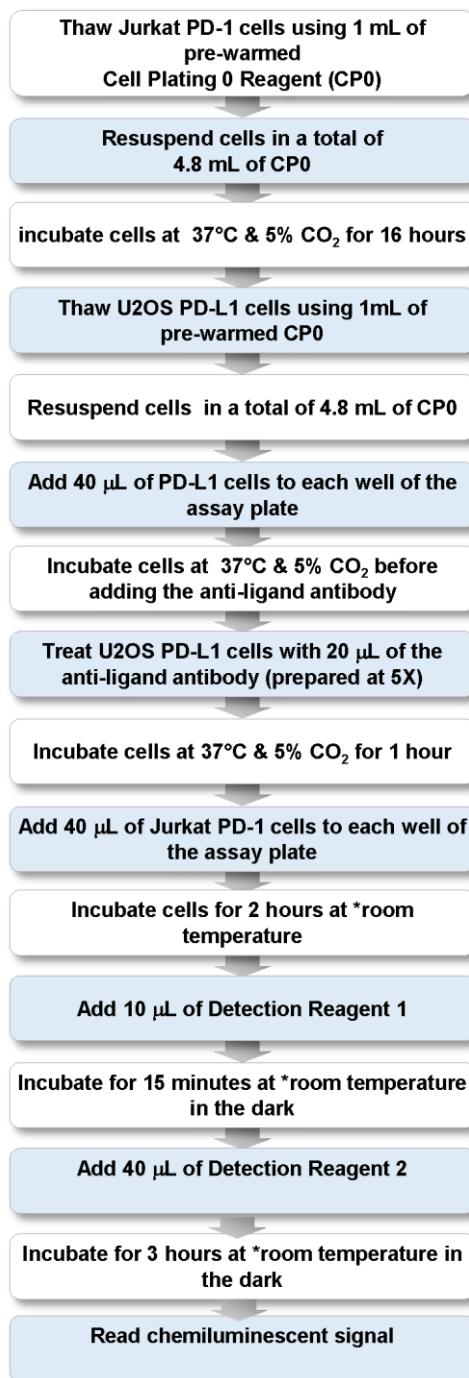 Thaw Jurkat PD-1 cells using 1 mL of
pre-warmed
Cell Plating 0 Reagent (CP0)
Resuspend cells in a total of
4.8 mL of CP0
incubate cells at 37°C & 5% CO₂ for 16 hours
Thaw U2OS PD-L1 cells using 1mL of
pre-warmed CP0
Resuspend cells in a total of 4.8 mL of CP0
Add 40 μL of PD-L1 cells to each well of the
assay plate
Incubate cells at 37°C & 5% CO₂ before
adding the anti-ligand antibody
Treat U2OS PD-L1 cells with 20 μL of the
anti-ligand antibody (prepared at 5X)
Incubate cells at 37°C & 5% CO₂ for 1 hour
Add 40 μL of Jurkat PD-1 cells to each well of
the assay plate
Incubate cells for 2 hours at *room
temperature
Add 10 μL of Detection Reagent 1
Incubate for 15 minutes at *room temperature
in the dark
Add 40 μL of Detection Reagent 2
Incubate for 3 hours at *room temperature in
the dark
Read chemiluminescent signal